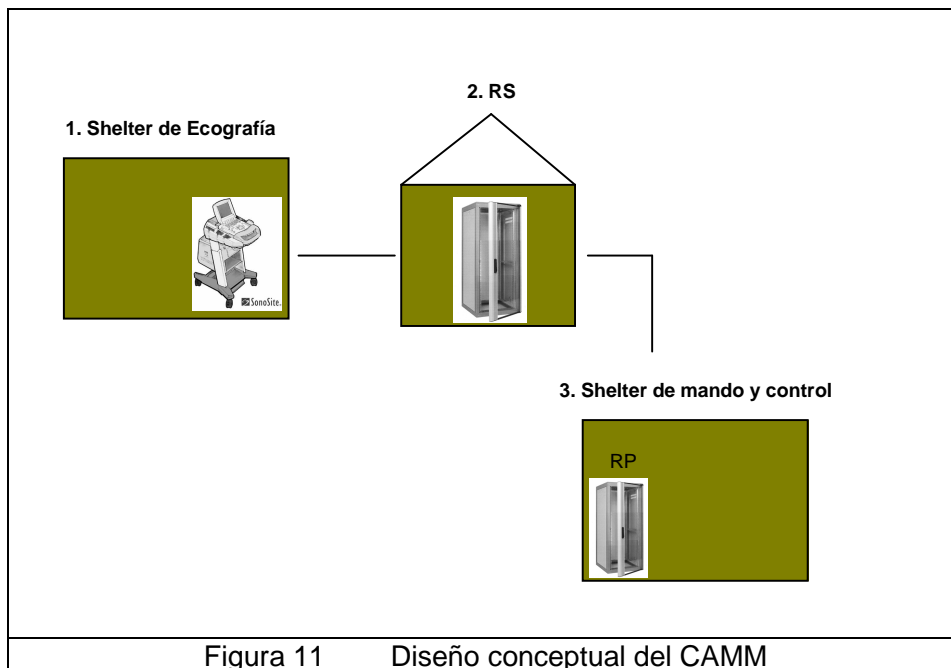 2. RS
1. Shelter de Ecografía
SonoSite.
3. Shelter de mando y control
RP
Figura 11 Diseño conceptual del CAMM